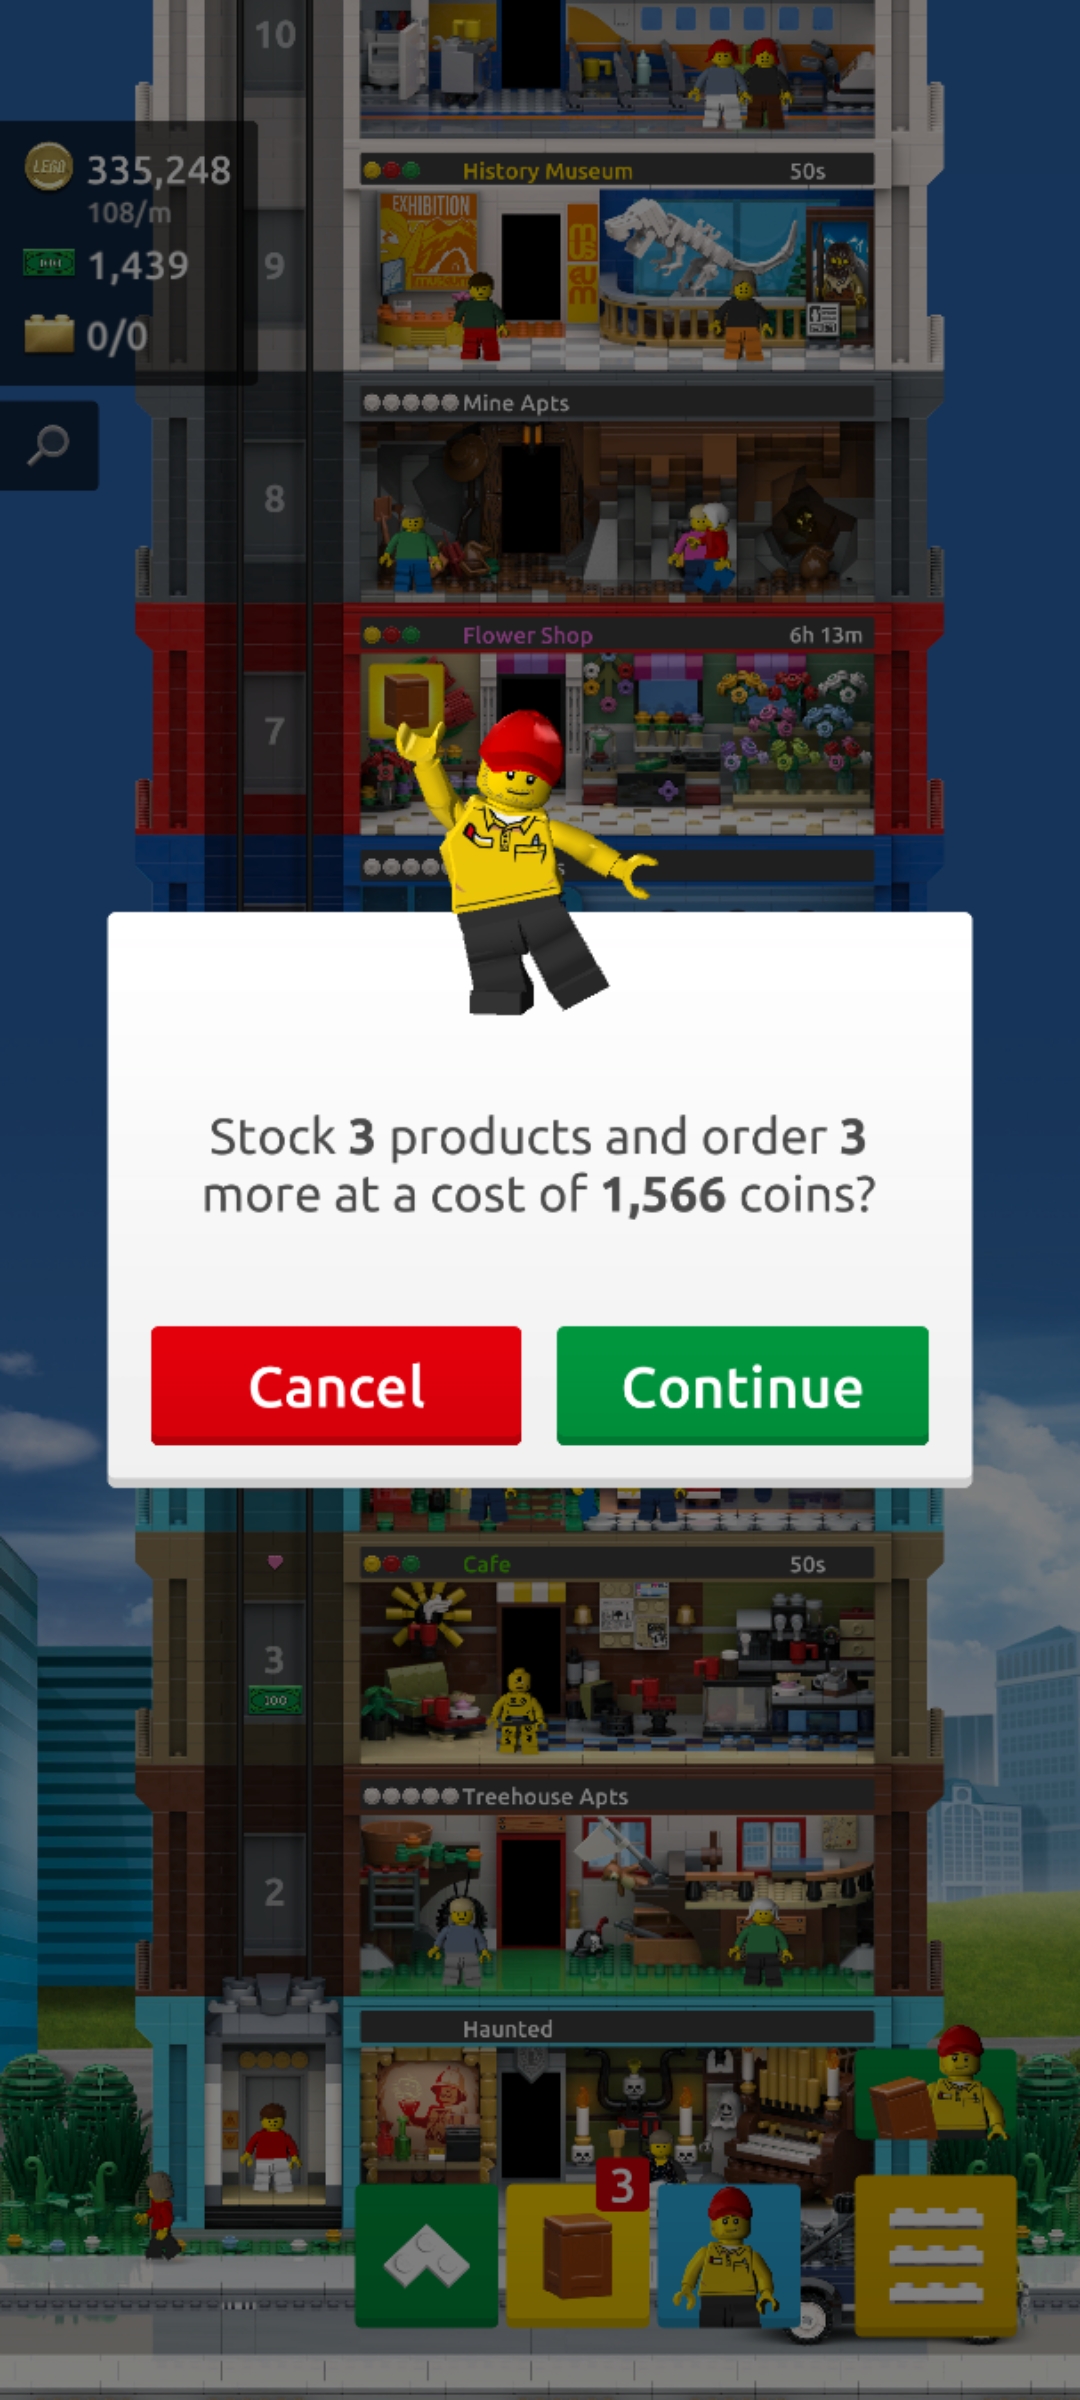 10
LEGO
335,248
108/m
1,439
0/0
History Museum 50s
EXHIBITION
museum
9
Mine Apts
8
Flower Shop 6h 13m
7
Stock 3 products and order 3
more at a cost of 1,566 coins?
Cancel Continue
Cafe 50s
3
100
Treehouse Apts
2
Haunted
3